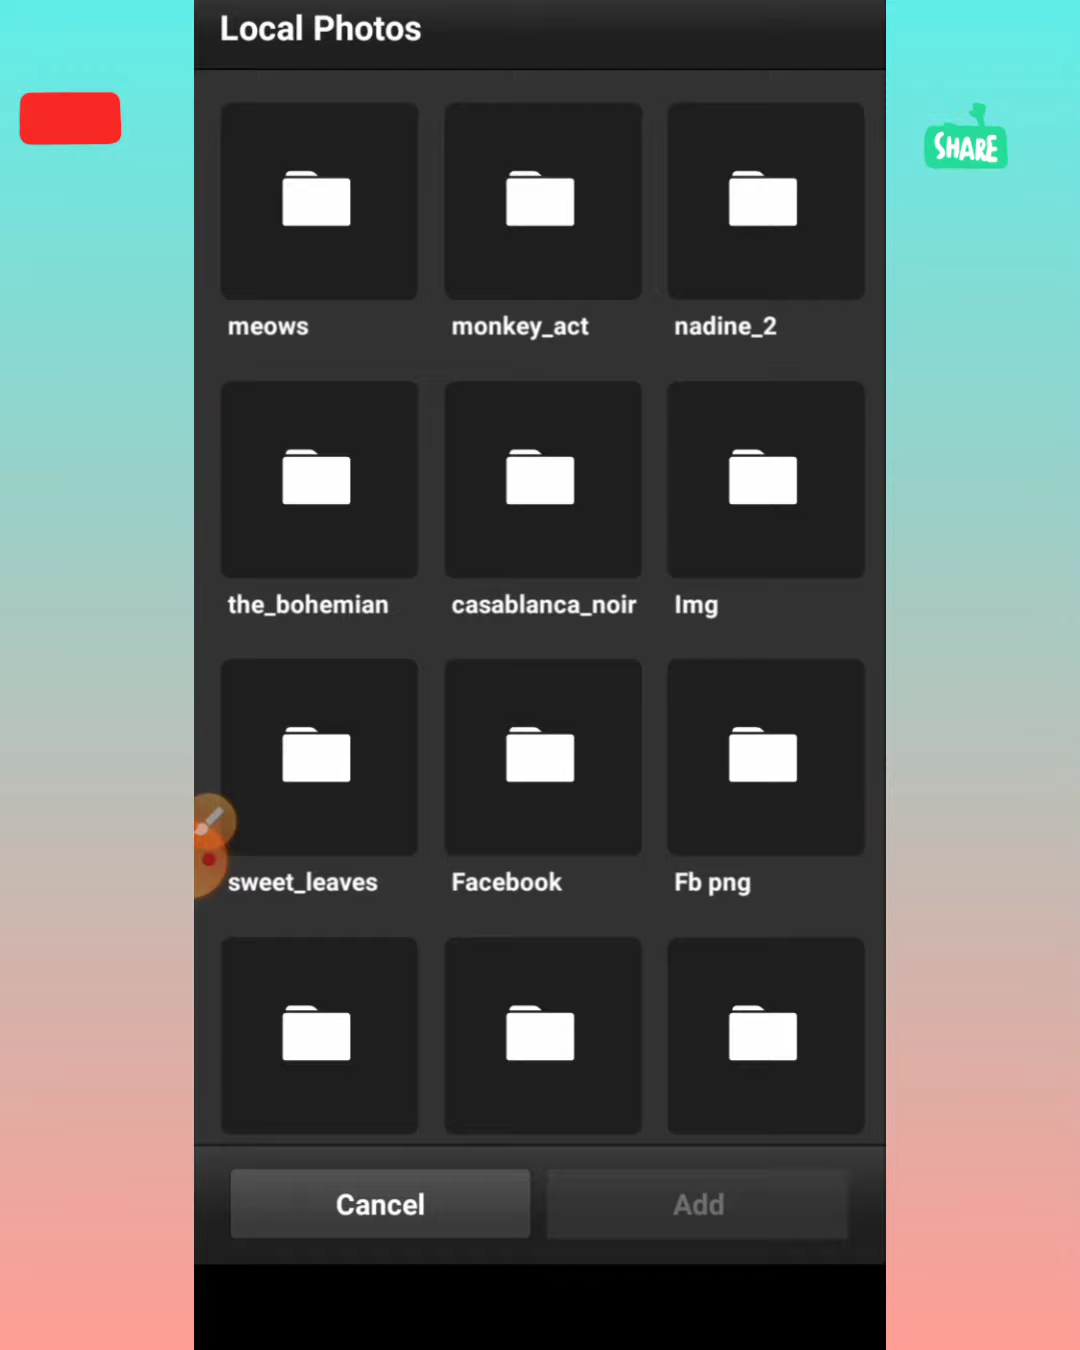 Local Photos
SHARE
meows
monkey_act
nadine_2
the_bohemian
casablanca_noir
Img
sweet_leaves
Facebook
Fb png
Cancel
Add